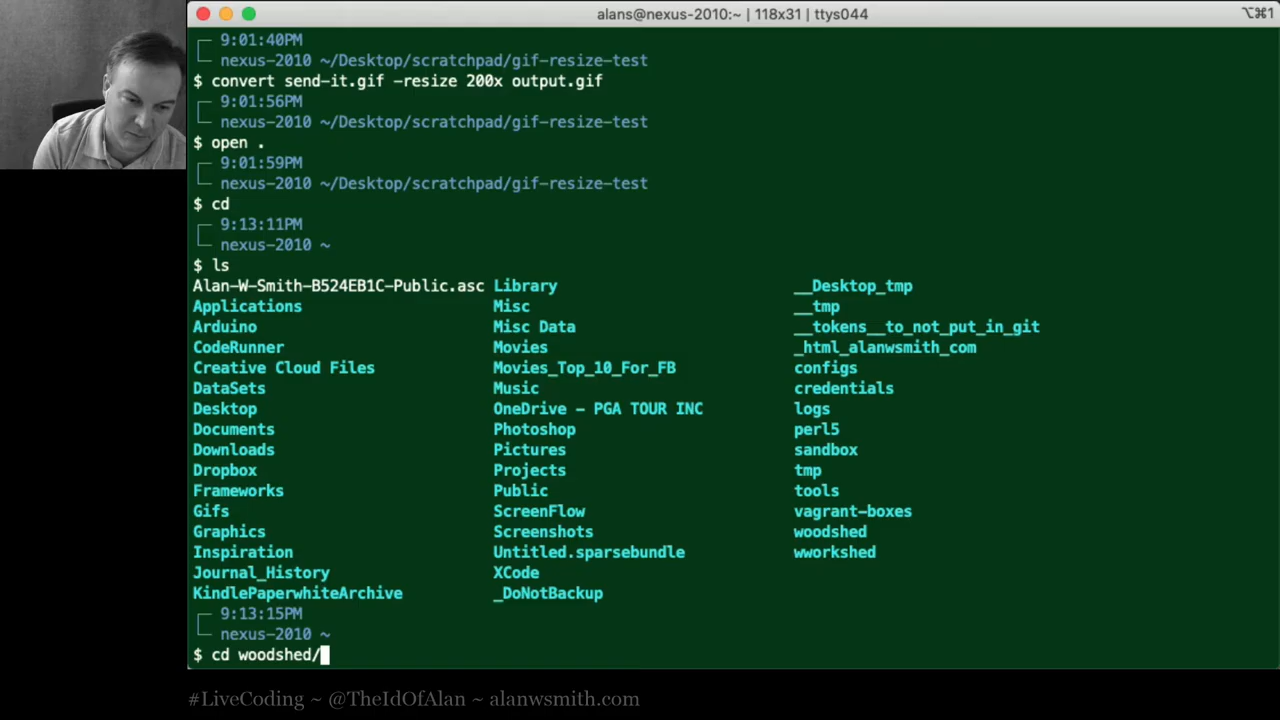 alans@nexus-2010:~ | 118x31 | ttys044
⌥⌘1
9:01:40PM
nexus-2010 ~/Desktop/scratchpad/gif-resize-test
$ convert send-it.gif -resize 200x output.gif
9:01:56PM
nexus-2010 ~/Desktop/scratchpad/gif-resize-test
$ open .
9:01:59PM
nexus-2010 ~/Desktop/scratchpad/gif-resize-test
$ cd
9:13:11PM
nexus-2010 ~
$ ls
Alan-W-Smith-B524EB1C-Public.asc Library __Desktop_tmp
Applications Misc __tmp
Arduino Misc Data __tokens__to_not_put_in_git
CodeRunner Movies _html_alanwsmith_com
Creative Cloud Files Movies_Top_10_For_FB configs
DataSets Music credentials
Desktop OneDrive - PGA TOUR INC logs
Documents Photoshop perl5
Downloads Pictures sandbox
Dropbox Projects tmp
Frameworks Public tools
Gifs ScreenFlow vagrant-boxes
Graphics Screenshots woodshed
Inspiration Untitled.sparsebundle wworkshed
Journal_History XCode
KindlePaperwhiteArchive _DoNotBackup
9:13:15PM
nexus-2010 ~
$ cd woodshed/
#LiveCoding ~ @TheIdOfAlan ~ alanwsmith.com